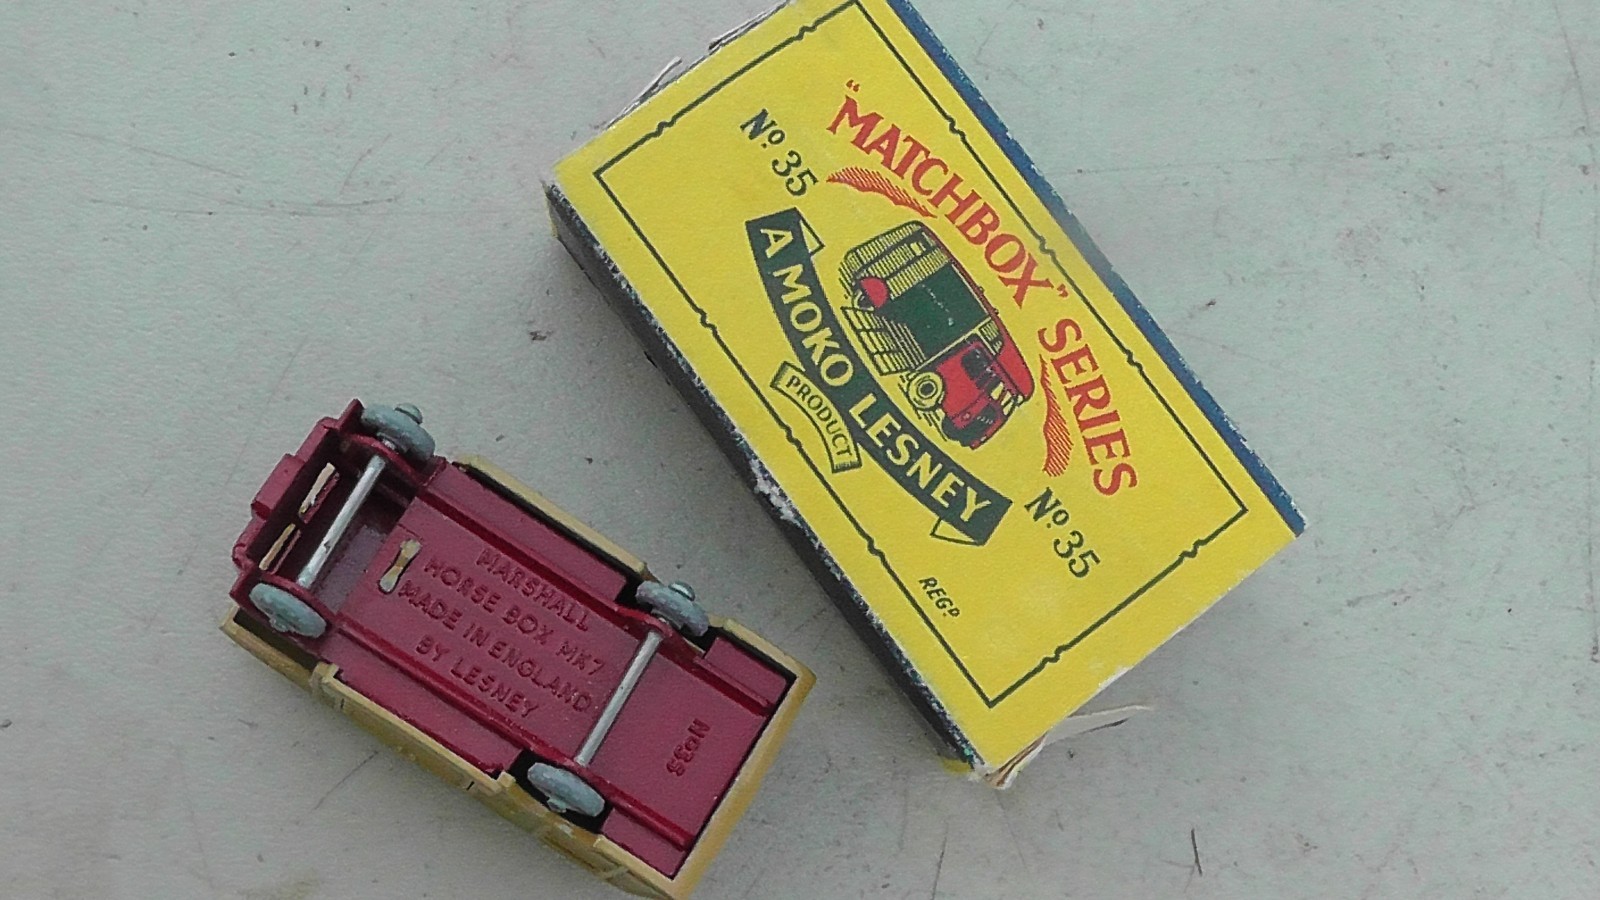 "MATCHBOX" SERIES
Nº 35
Nº 35
A MOKO LESNEY
PRODUCT
REGD
MARSHALL
HORSE BOX MK7
MADE IN ENGLAND
BY LESNEY
No35